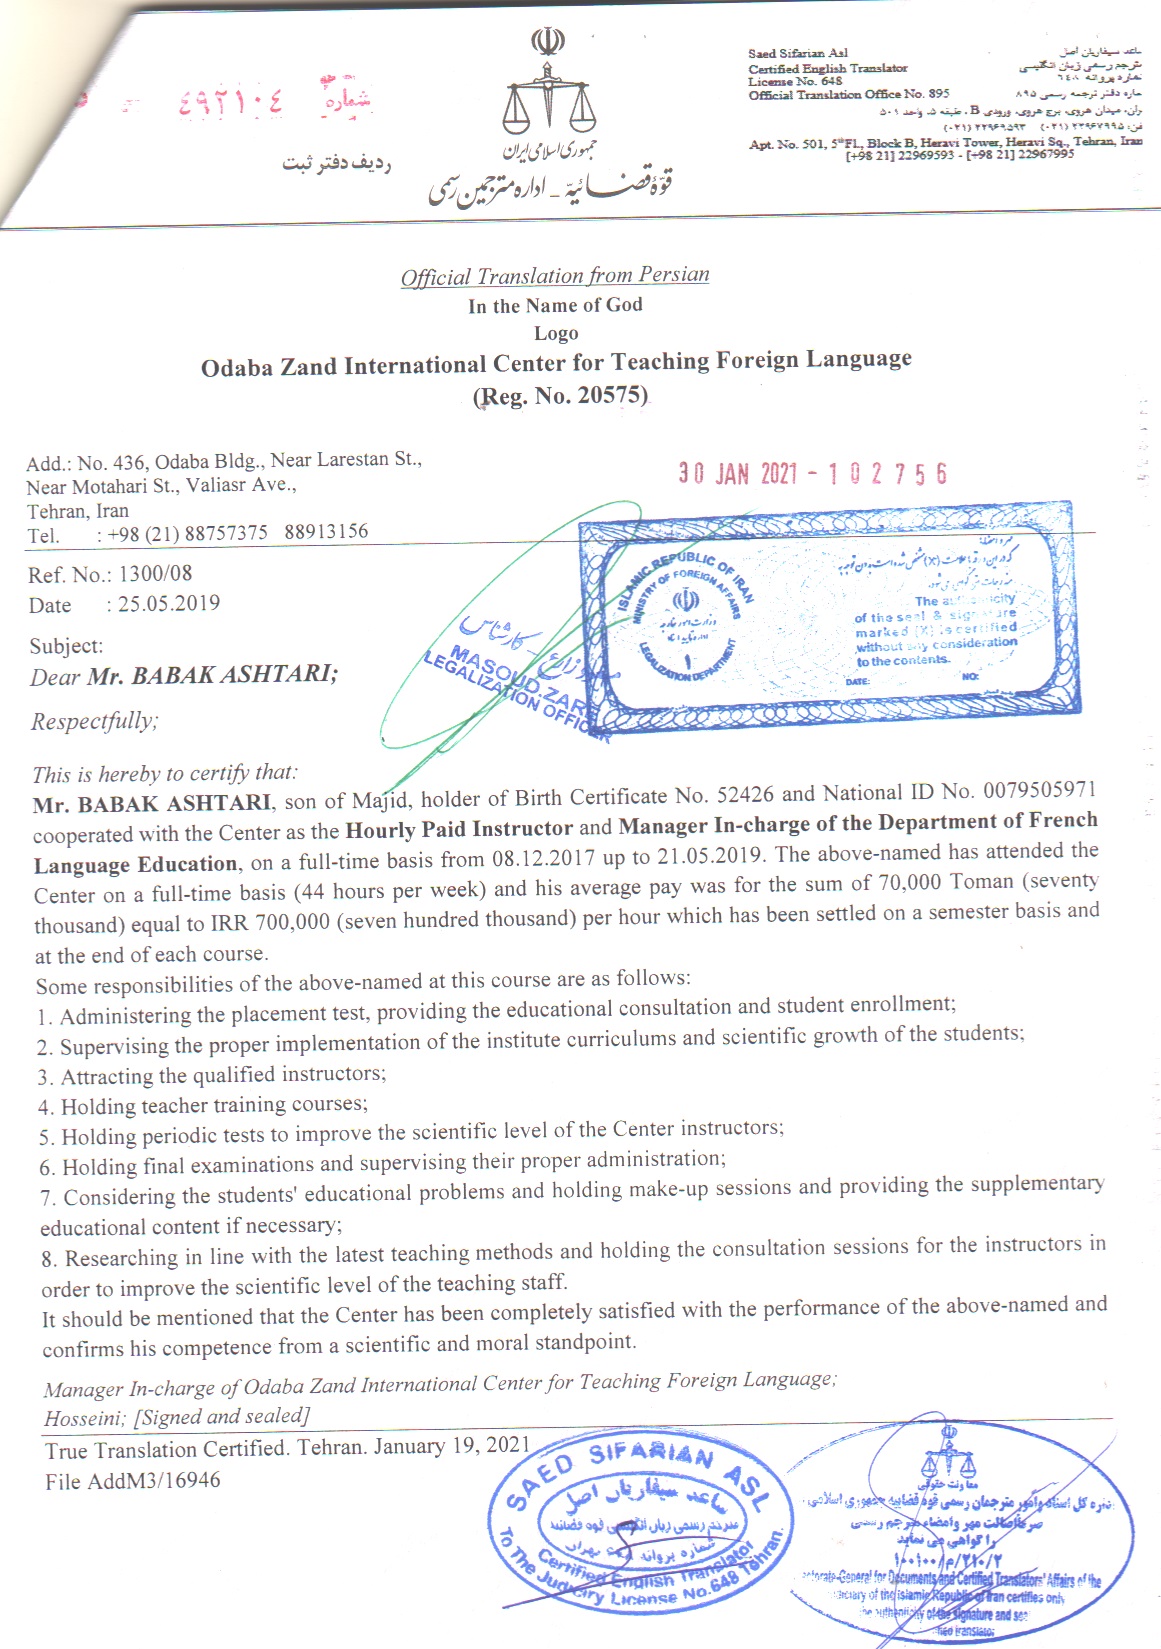 شماره ٤٩٢١٠٤
ردیف دفتر ثبت
جمهوری اسلامی ایران
قوّۀ قضائیّه - اداره مترجمین رسمی
Saed Sifarian Asl
Certified English Translator
License No. 648
Official Translation Office No. 895
ساعد سیفاریان اصل
مترجم رسمی زبان انگلیسی
شماره پروانه ٦٤٨
دفتر ترجمه رسمی ٨٩٥
میدان هروی، برج هروی، ورودی B، طبقه ۵، واحد ۵۰۱
(۰۲۱) ۲۲۹۶۹۵۹۳ (۰۲۱) ۲۲۹۶۷۹۹۵
Apt. No. 501, 5thFl., Block B, Heravi Tower, Heravi Sq., Tehran, Iran
[+98 21] 22969593 - [+98 21] 22967995
Official Translation from Persian
In the Name of God
Logo
Odaba Zand International Center for Teaching Foreign Language
(Reg. No. 20575)
Add.: No. 436, Odaba Bldg., Near Larestan St.,
Near Motahari St., Valiasr Ave.,
Tehran, Iran
Tel. : +98 (21) 88757375 88913156
30 JAN 2021 - 102756
ISLAMIC REPUBLIC OF IRAN
MINISTRY OF FOREIGN AFFAIRS
وزارت امور خارجه
LEGALIZATION DEPARTMENT
The authenticity
of the seal & signature
marked [X] is certified
without any consideration
to the contents.
DATE: NO:
کارشناس
MASOUD ZARE
LEGALIZATION OFFICER
Ref. No.: 1300/08
Date : 25.05.2019
Subject:
Dear Mr. BABAK ASHTARI;
Respectfully;
This is hereby to certify that:
Mr. BABAK ASHTARI, son of Majid, holder of Birth Certificate No. 52426 and National ID No. 0079505971
cooperated with the Center as the Hourly Paid Instructor and Manager In-charge of the Department of French
Language Education, on a full-time basis from 08.12.2017 up to 21.05.2019. The above-named has attended the
Center on a full-time basis (44 hours per week) and his average pay was for the sum of 70,000 Toman (seventy
thousand) equal to IRR 700,000 (seven hundred thousand) per hour which has been settled on a semester basis and
at the end of each course.
Some responsibilities of the above-named at this course are as follows:
1. Administering the placement test, providing the educational consultation and student enrollment;
2. Supervising the proper implementation of the institute curriculums and scientific growth of the students;
3. Attracting the qualified instructors;
4. Holding teacher training courses;
5. Holding periodic tests to improve the scientific level of the Center instructors;
6. Holding final examinations and supervising their proper administration;
7. Considering the students' educational problems and holding make-up sessions and providing the supplementary
educational content if necessary;
8. Researching in line with the latest teaching methods and holding the consultation sessions for the instructors in
order to improve the scientific level of the teaching staff.
It should be mentioned that the Center has been completely satisfied with the performance of the above-named and
confirms his competence from a scientific and moral standpoint.
Manager In-charge of Odaba Zand International Center for Teaching Foreign Language;
Hosseini; [Signed and sealed]
True Translation Certified. Tehran. January 19, 2021
File AddM3/16946
SAED SIFARIAN ASL
ساعد سیفاریان اصل
مترجم رسمی زبان انگلیسی قوه قضائیه
شماره پروانه ٦٤٨ تهران
Certified English Translator
To The Judiciary License No.648 Tehran.
معاونت حقوقی
اداره کل اسناد و امور مترجمان رسمی قوه قضاییه جمهوری اسلامی
صرفا اصالت مهر و امضاء مترجم رسمی
را گواهی می نماید
۱۰۰۱۰۰/م/۲۱۰/۲
General for Documents and Certified Translators' Affairs of the
of the Islamic Republic of Iran certifies only
the authenticity of the signature and
translator